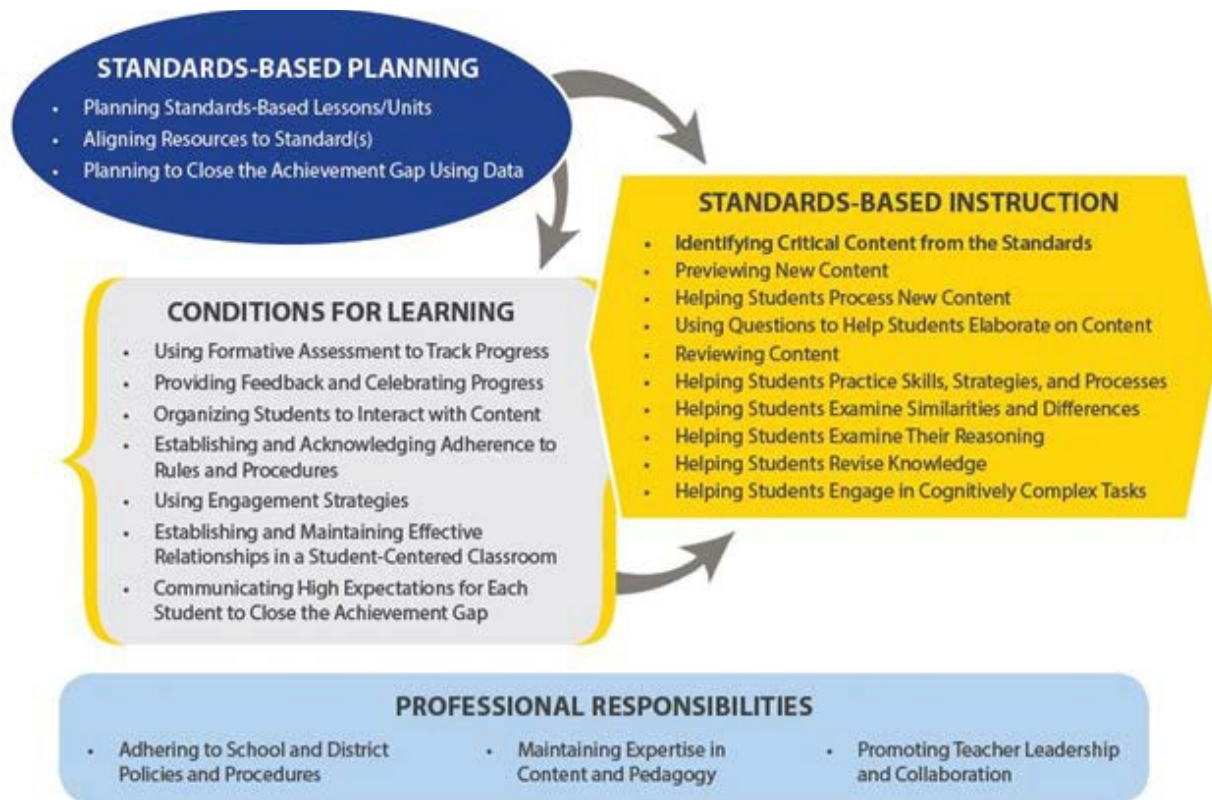 STANDARDS-BASED PLANNING
• Planning Standards-Based Lessons/Units
• Aligning Resources to Standard(s)
• Planning to Close the Achievement Gap Using Data
STANDARDS-BASED INSTRUCTION
• Identifying Critical Content from the Standards
• Previewing New Content
• Helping Students Process New Content
• Using Questions to Help Students Elaborate on Content
• Reviewing Content
• Helping Students Practice Skills, Strategies, and Processes
• Helping Students Examine Similarities and Differences
• Helping Students Examine Their Reasoning
• Helping Students Revise Knowledge
• Helping Students Engage in Cognitively Complex Tasks
CONDITIONS FOR LEARNING
• Using Formative Assessment to Track Progress
• Providing Feedback and Celebrating Progress
• Organizing Students to Interact with Content
• Establishing and Acknowledging Adherence to
Rules and Procedures
• Using Engagement Strategies
• Establishing and Maintaining Effective
Relationships in a Student-Centered Classroom
• Communicating High Expectations for Each
Student to Close the Achievement Gap
PROFESSIONAL RESPONSIBILITIES
• Adhering to School and District
Policies and Procedures
• Maintaining Expertise in
Content and Pedagogy
• Promoting Teacher Leadership
and Collaboration